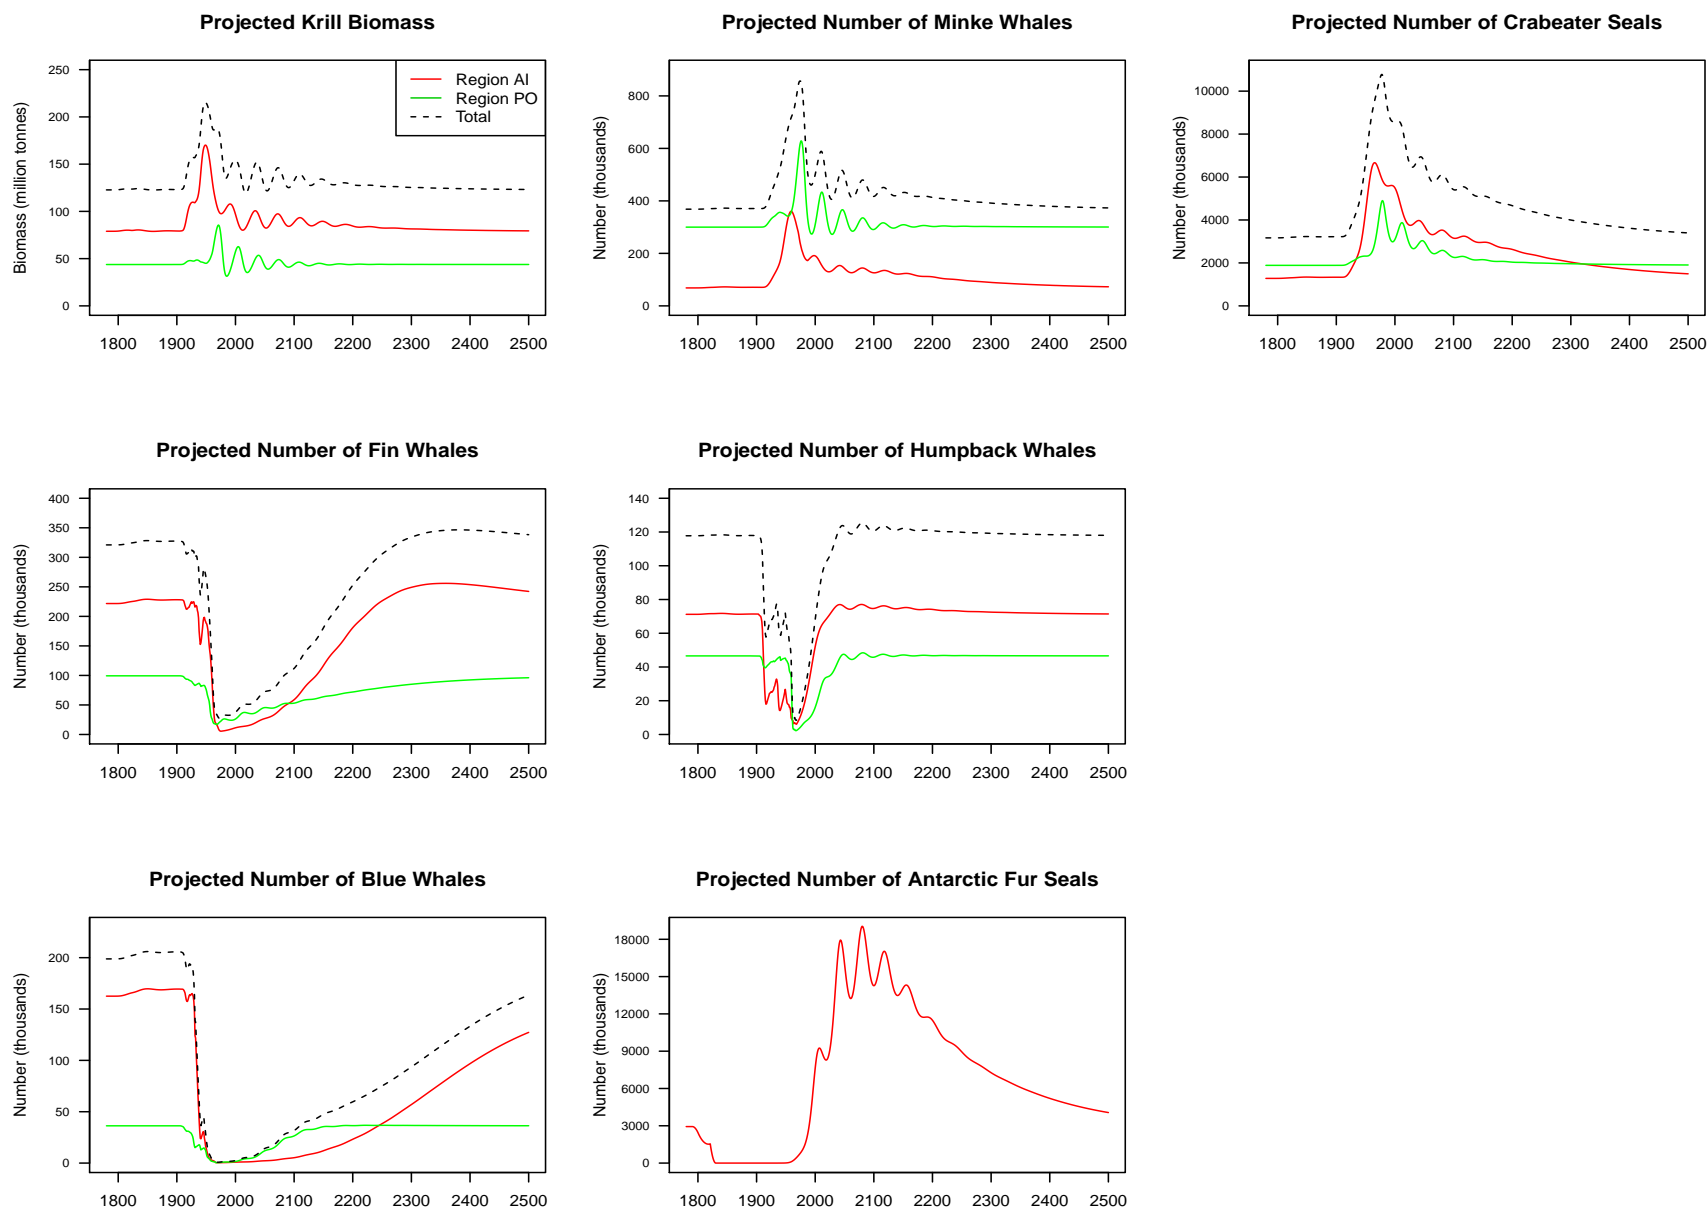 Projected Krill Biomass
Biomass (million tonnes)
250
200
150
100
50
0
Region AI
Region PO
Total
1800 1900 2000 2100 2200 2300 2400 2500
Projected Number of Minke Whales
Number (thousands)
800
600
400
200
0
1800 1900 2000 2100 2200 2300 2400 2500
Projected Number of Crabeater Seals
Number (thousands)
10000
8000
6000
4000
2000
0
1800 1900 2000 2100 2200 2300 2400 2500
Projected Number of Fin Whales
Number (thousands)
400
350
300
250
200
150
100
50
0
1800 1900 2000 2100 2200 2300 2400 2500
Projected Number of Humpback Whales
Number (thousands)
140
120
100
80
60
40
20
0
1800 1900 2000 2100 2200 2300 2400 2500
Projected Number of Blue Whales
Number (thousands)
200
150
100
50
0
1800 1900 2000 2100 2200 2300 2400 2500
Projected Number of Antarctic Fur Seals
Number (thousands)
18000
15000
12000
9000
6000
3000
0
1800 1900 2000 2100 2200 2300 2400 2500